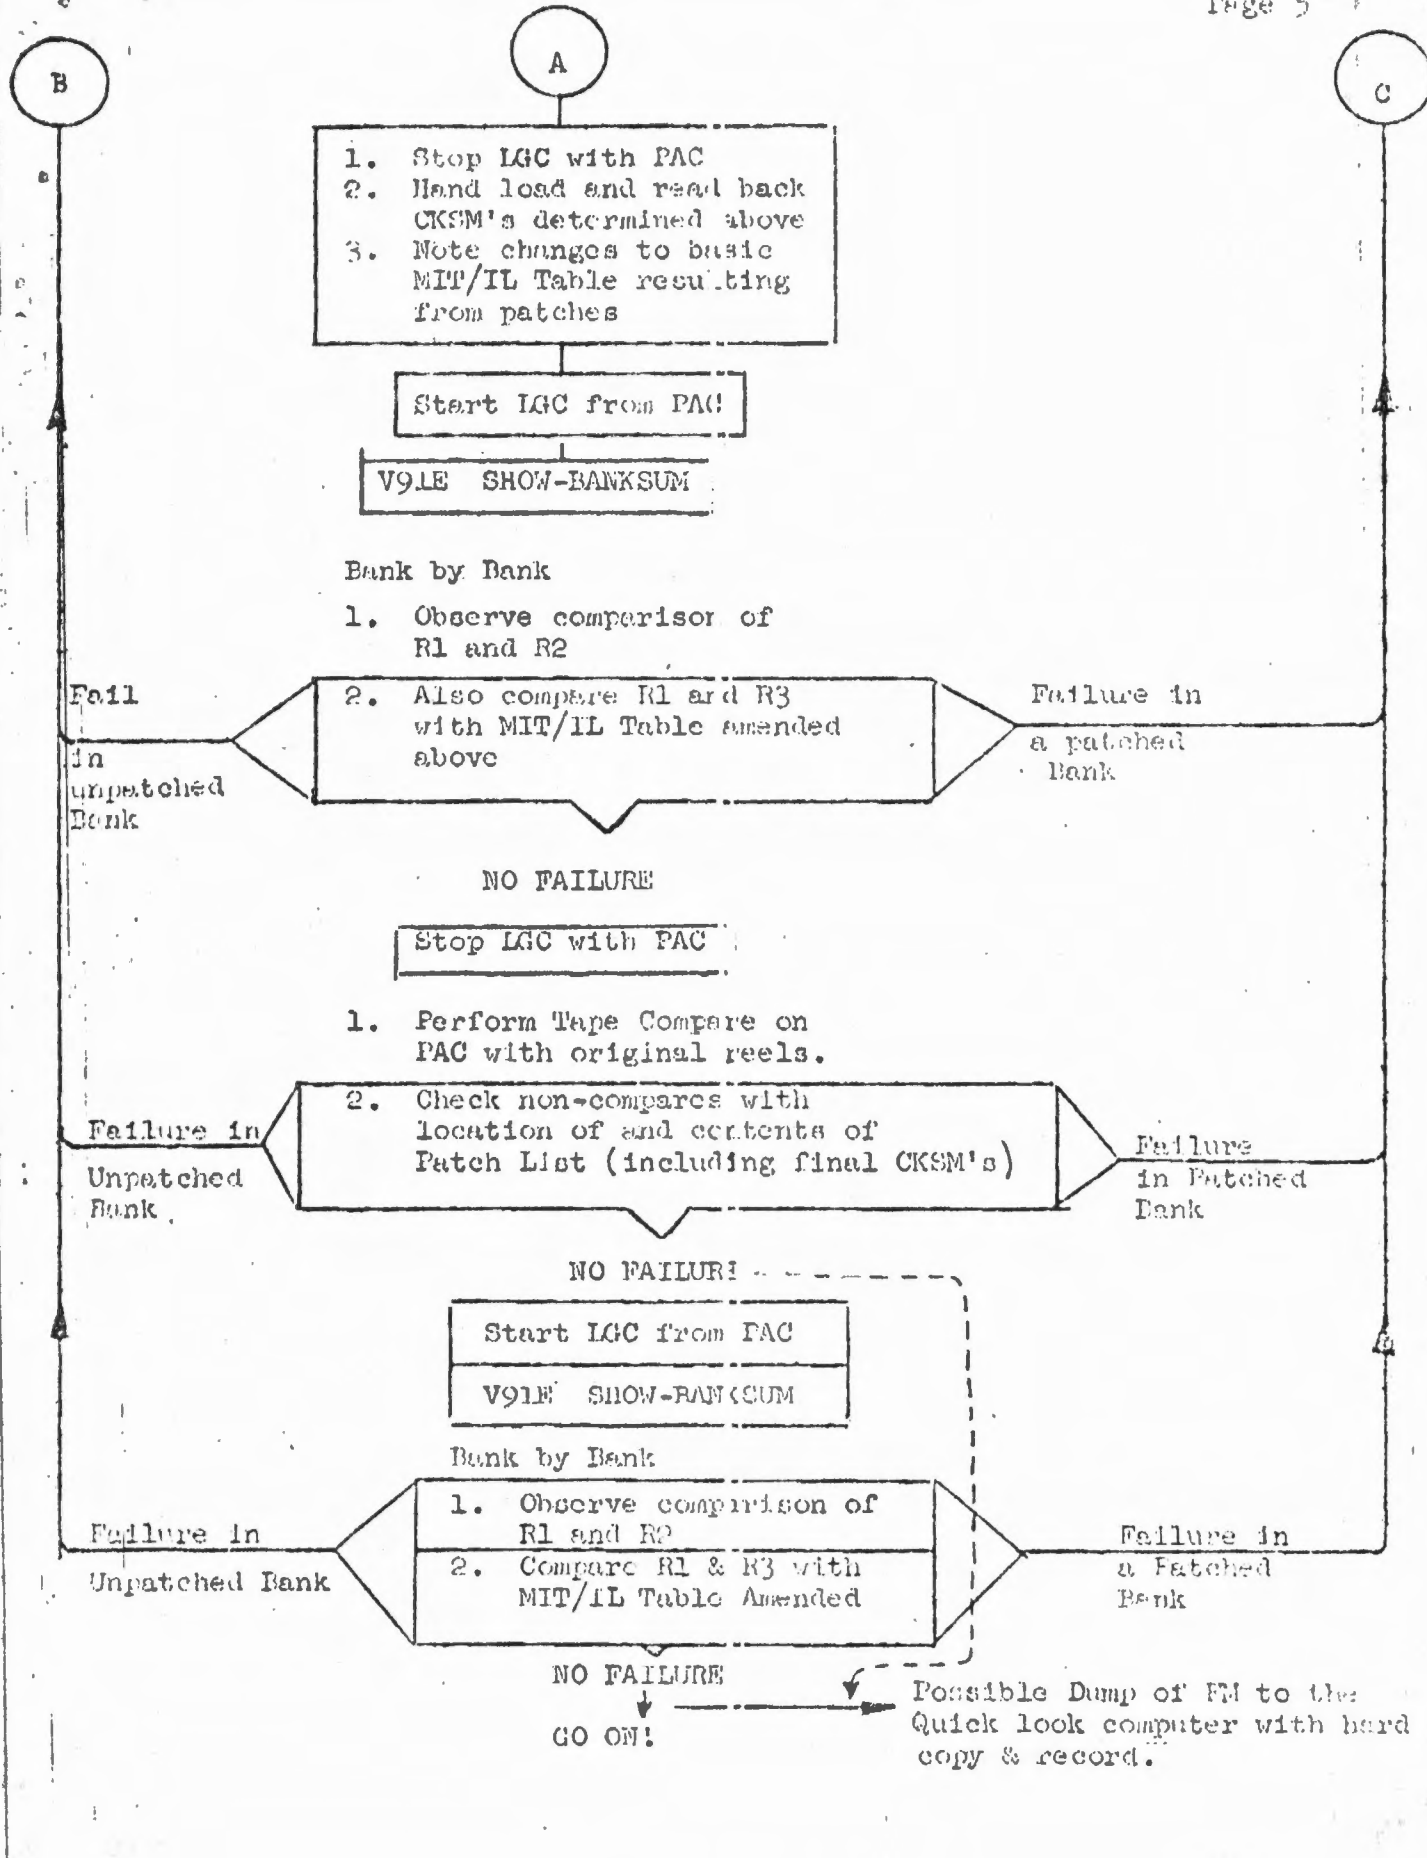 Page 5
B
A
C
1. Stop LGC with PAC
2. Hand load and read back
CKSM's determined above
3. Note changes to basic
MIT/IL Table resulting
from patches
Start LGC from PAC
V91E SHOW-BANKSUM
Bank by Bank
1. Observe comparison of
R1 and R2
2. Also compare R1 and R3
with MIT/IL Table amended
above
Fail
in
unpatched
Bank
Failure in
a patched
Bank
NO FAILURE
Stop LGC with PAC
1. Perform Tape Compare on
PAC with original reels.
2. Check non-compares with
location of and contents of
Patch List (including final CKSM's)
Failure in
Unpatched
Bank
Failure
in Patched
Bank
NO FAILURE
Start LGC from PAC
V91E SHOW-BANKSUM
Bank by Bank
1. Observe comparison of
R1 and R2
2. Compare R1 & R3 with
MIT/IL Table Amended
Failure in
Unpatched Bank
Failure in
a Patched
Bank
NO FAILURE
GO ON!
Possible Dump of FM to the
Quick look computer with hard
copy & record.